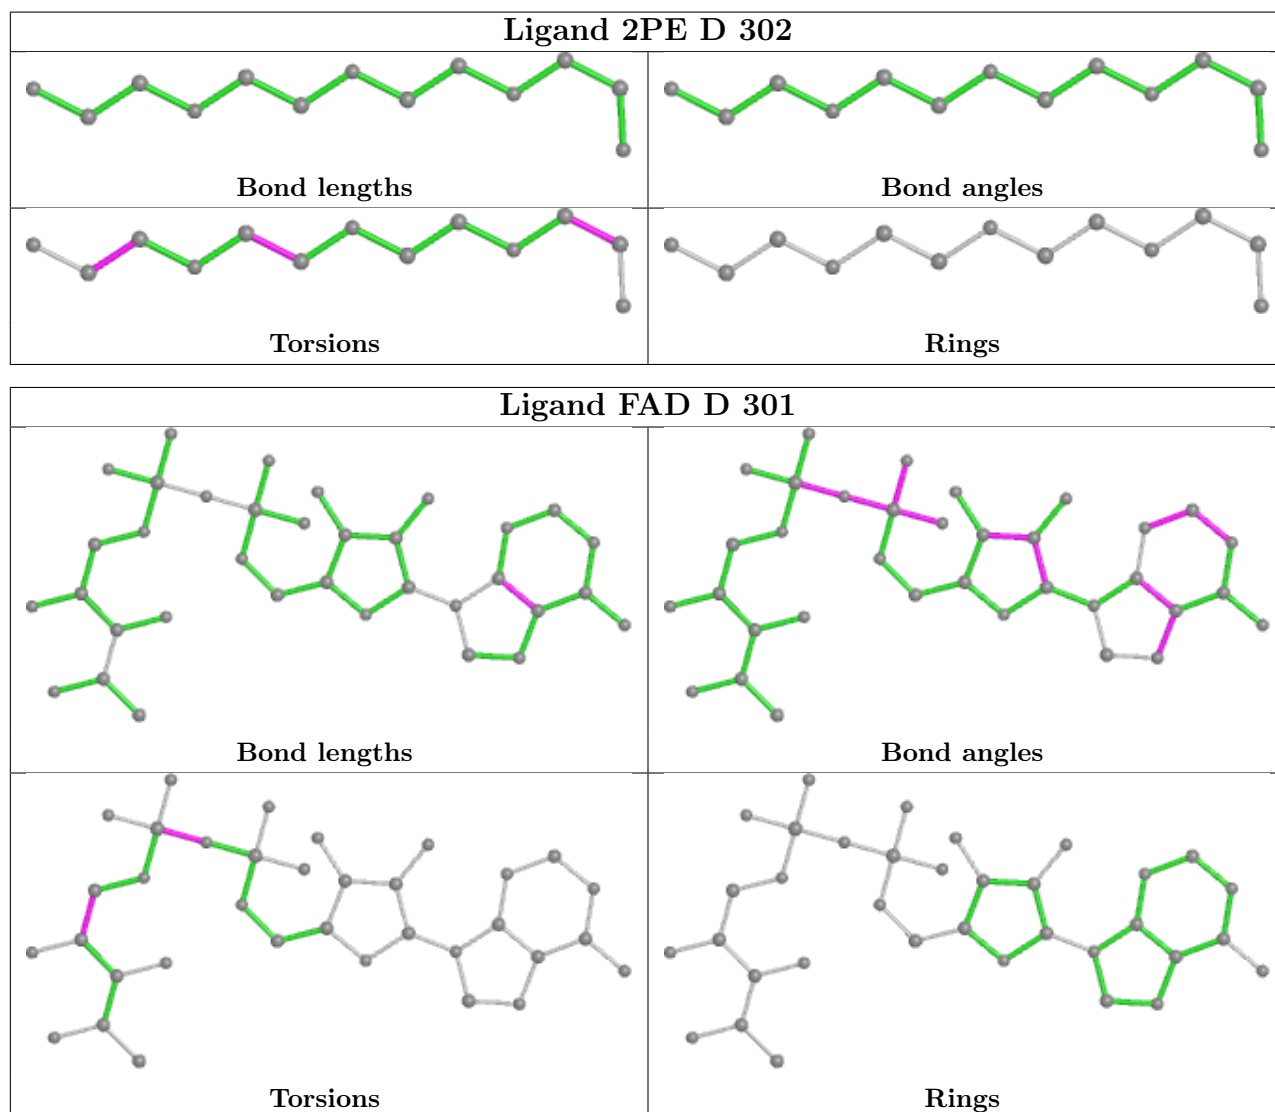 Ligand 2PE D 302
Bond lengths
Bond angles
Torsions
Rings
Ligand FAD D 301
Bond lengths
Bond angles
Torsions
Rings